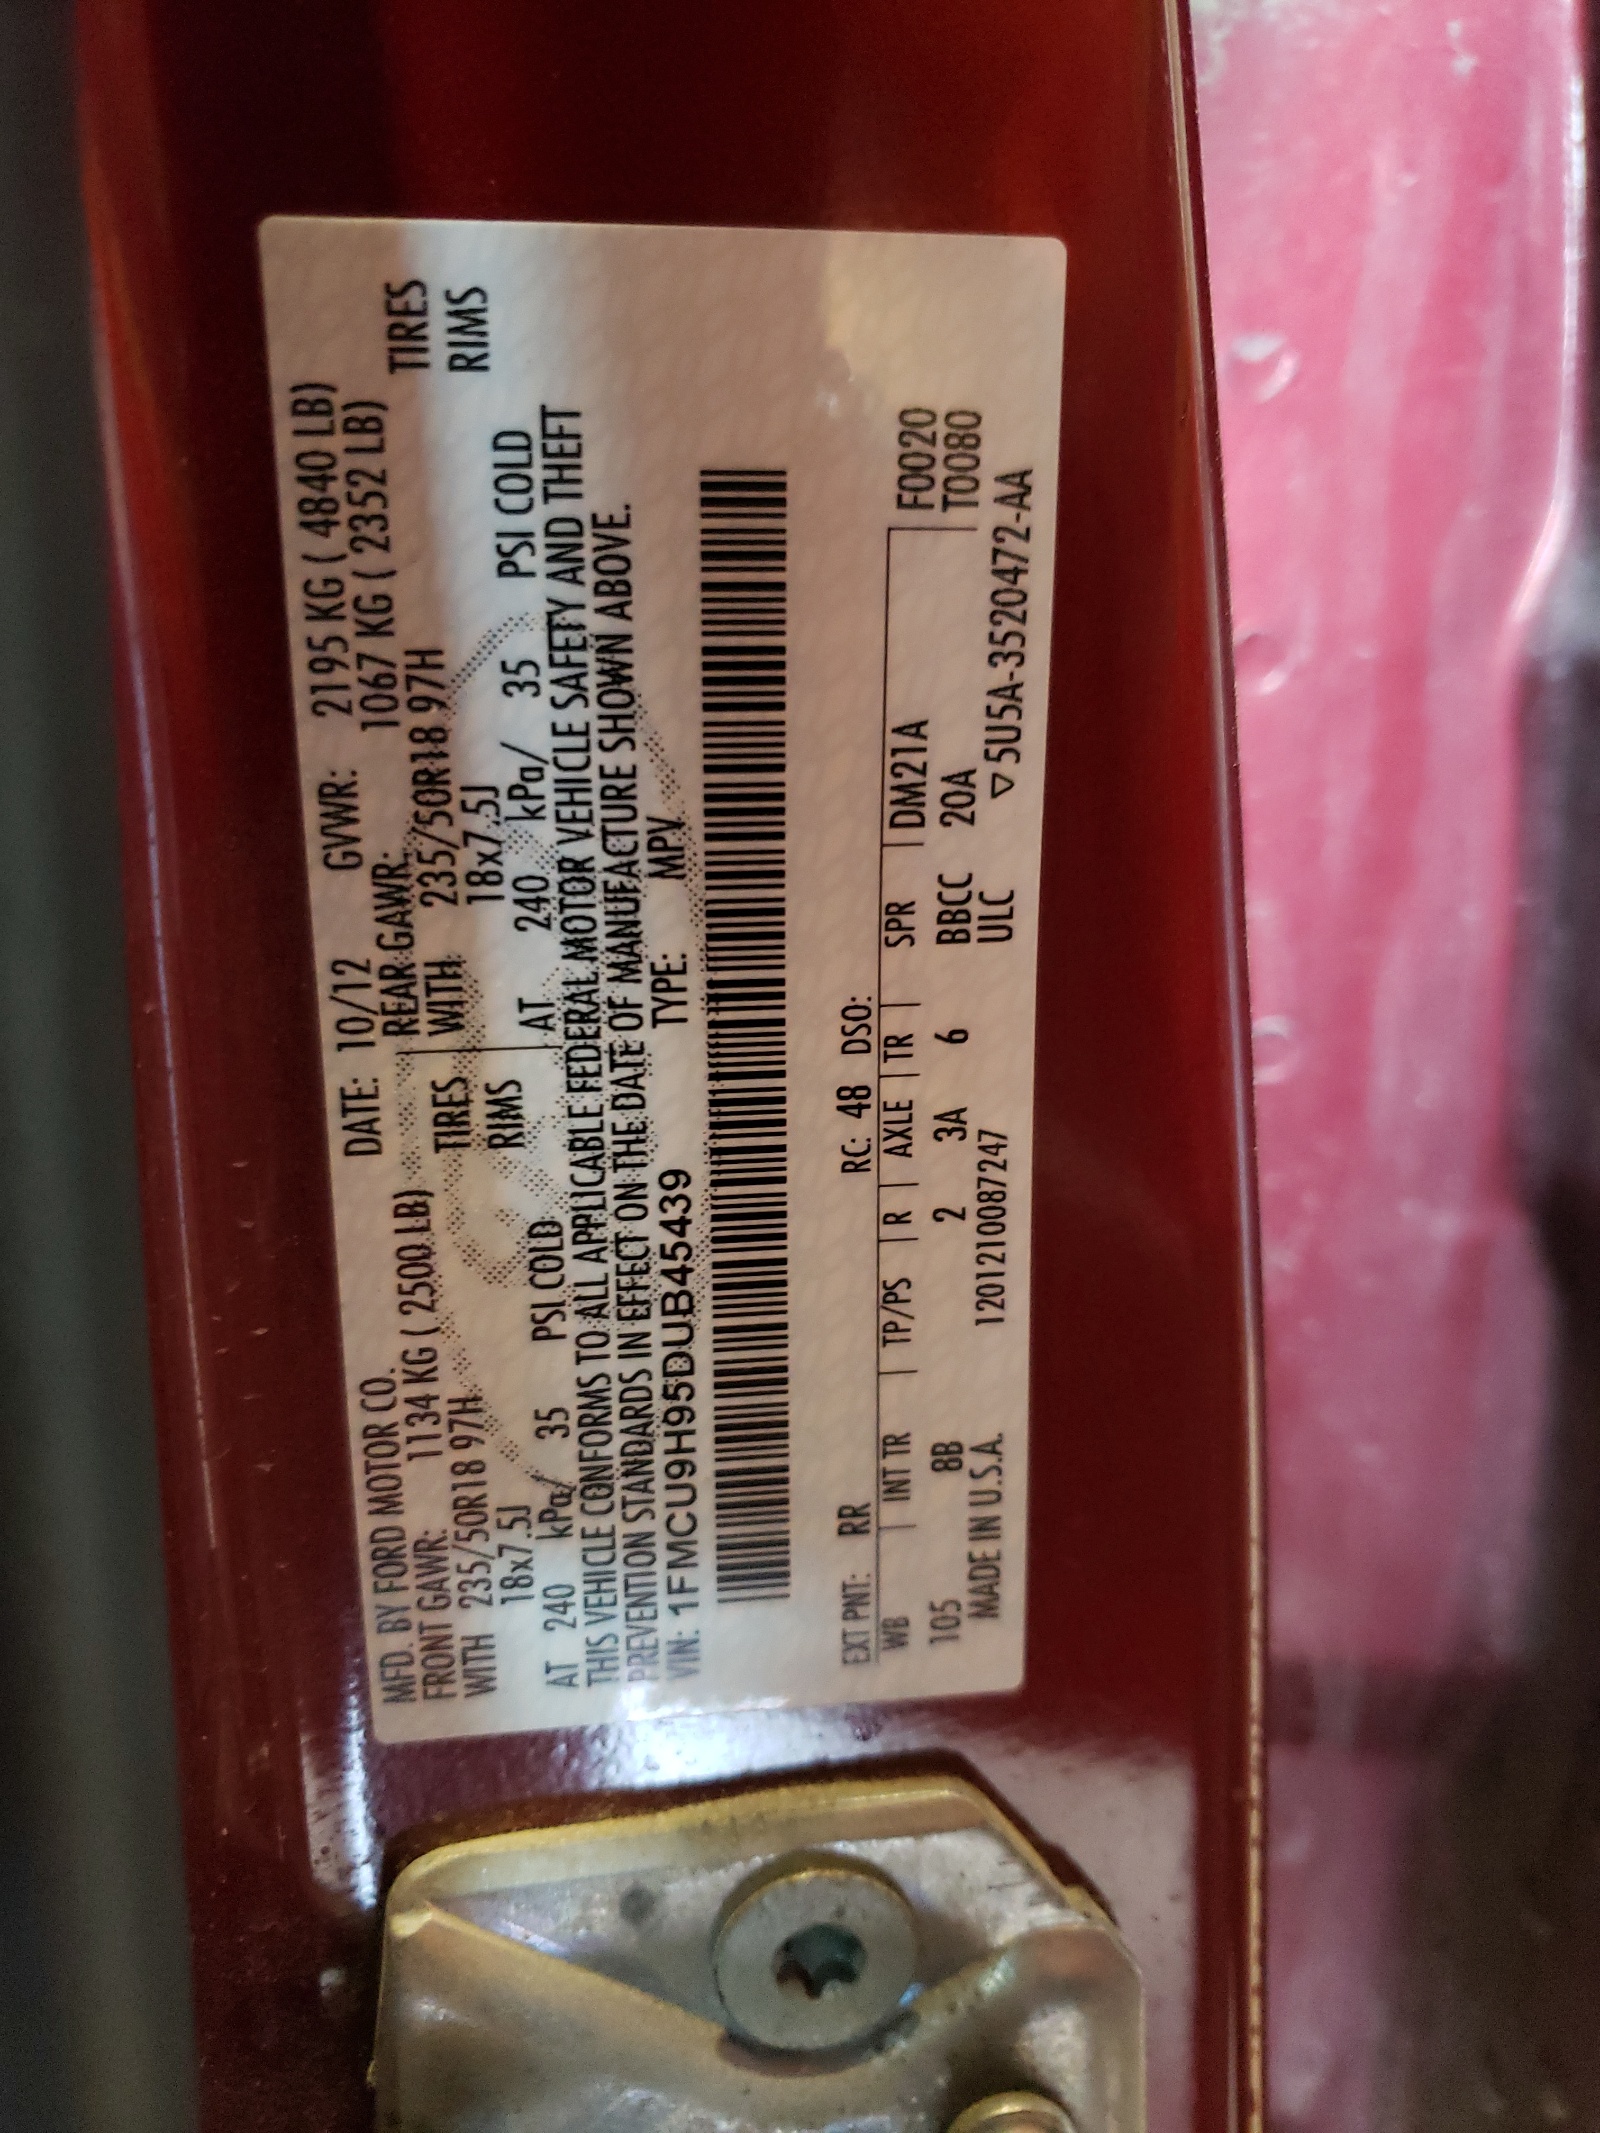 MFD. BY FORD MOTOR CO. DATE: 10/12 GVWR: 2195 KG ( 4840 LB)
FRONT GAWR: 1134 KG ( 2500 LB) REAR GAWR: 1067 KG ( 2352 LB)
WITH 235/50R18 97H TIRES WITH 235/50R18 97H TIRES
18x7.5J RIMS 18x7.5J RIMS
AT 240 kPa/ 35 PSI COLD AT 240 kPa/ 35 PSI COLD
THIS VEHICLE CONFORMS TO ALL APPLICABLE FEDERAL MOTOR VEHICLE SAFETY AND THEFT
PREVENTION STANDARDS IN EFFECT ON THE DATE OF MANUFACTURE SHOWN ABOVE.
VIN: 1FMCU9H95DUB45439 TYPE: MPV
EXT PNT: RR RC: 48 DSO:
WB INT TR TP/PS R AXLE TR SPR DM21A F0020
105 8B 2 3A 6 BBCC 20A T0080
MADE IN U.S.A. 1201210087247 ULC ▽5U5A-3520472-AA